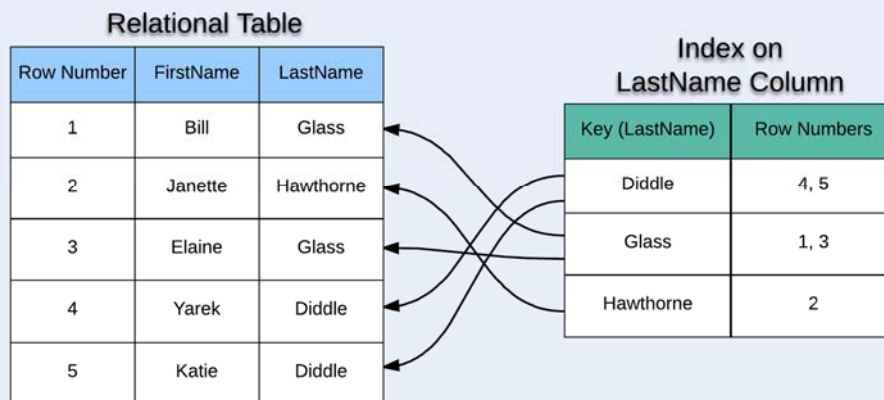 Relational Table
Row Number FirstName LastName
1 Bill Glass
2 Janette Hawthorne
3 Elaine Glass
4 Yarek Diddle
5 Katie Diddle
Index on
LastName Column
Key (LastName) Row Numbers
Diddle 4, 5
Glass 1, 3
Hawthorne 2